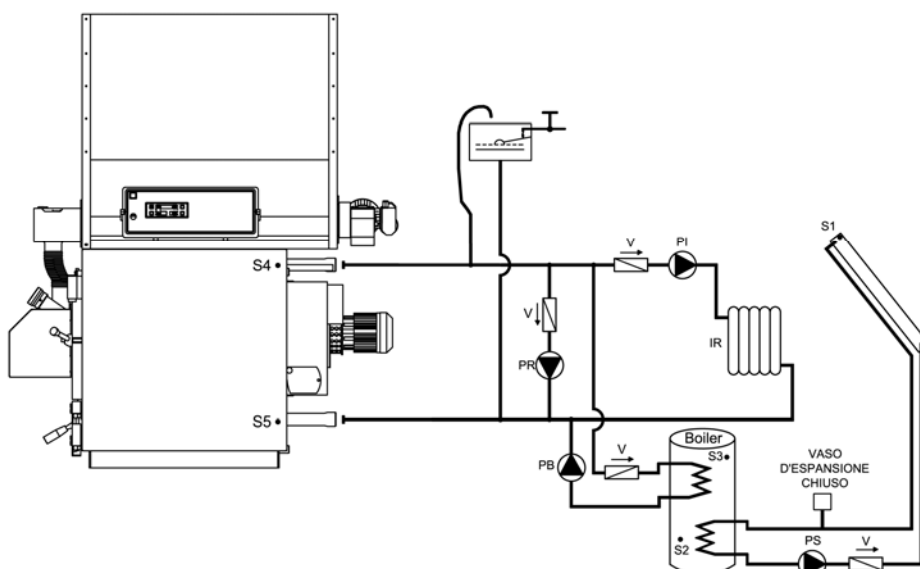 S1
V
PI
S4
V
IR
PR
S5
Boiler
V
S3
PB
VASO
D'ESPANSIONE
CHIUSO
S2
PS
V